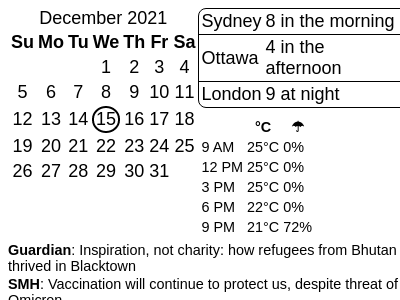 December 2021
Su Mo Tu We Th Fr Sa
1 2 3 4
5 6 7 8 9 10 11
12 13 14 15 16 17 18
19 20 21 22 23 24 25
26 27 28 29 30 31
Sydney 8 in the morning
Ottawa 4 in the
afternoon
London 9 at night
°C ☂
9 AM 25°C 0%
12 PM 25°C 0%
3 PM 25°C 0%
6 PM 22°C 0%
9 PM 21°C 72%
Guardian: Inspiration, not charity: how refugees from Bhutan
thrived in Blacktown
SMH: Vaccination will continue to protect us, despite threat of
Omicron